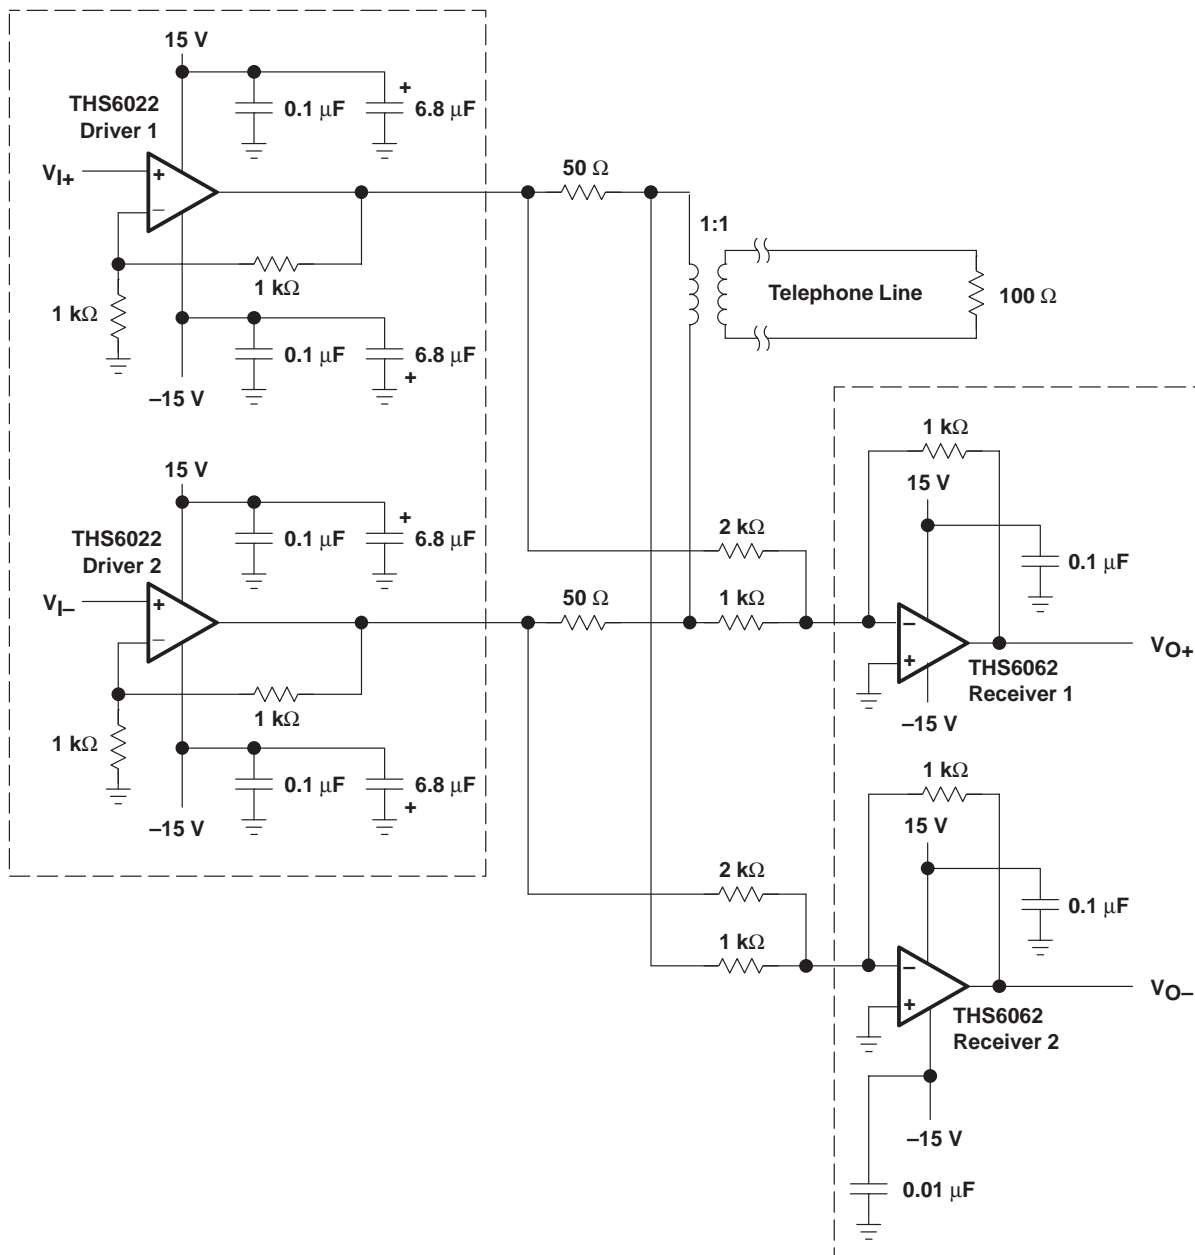 15 V
THS6022
Driver 1
0.1 μF
+
6.8 μF
VI+
+
−
1 kΩ
1 kΩ
0.1 μF
6.8 μF
+
–15 V
50 Ω
1:1
Telephone Line
100 Ω
15 V
THS6022
Driver 2
0.1 μF
+
6.8 μF
VI–
+
−
1 kΩ
1 kΩ
0.1 μF
6.8 μF
+
–15 V
50 Ω
2 kΩ
1 kΩ
1 kΩ
15 V
0.1 μF
–
+
THS6062
Receiver 1
VO+
–15 V
2 kΩ
1 kΩ
1 kΩ
15 V
0.1 μF
–
+
THS6062
Receiver 2
VO–
–15 V
0.01 μF